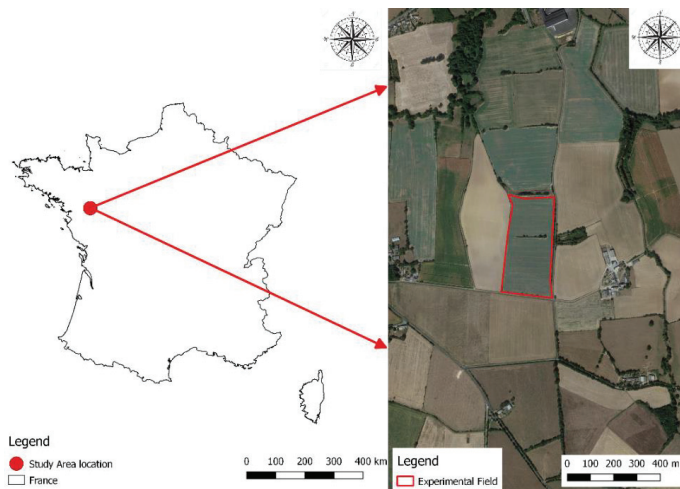 N
E
S
W
N
E
S
W
Legend
Study Area location
France
0 100 200 300 400 km
Legend
Experimental Field
0 100 200 300 400 m